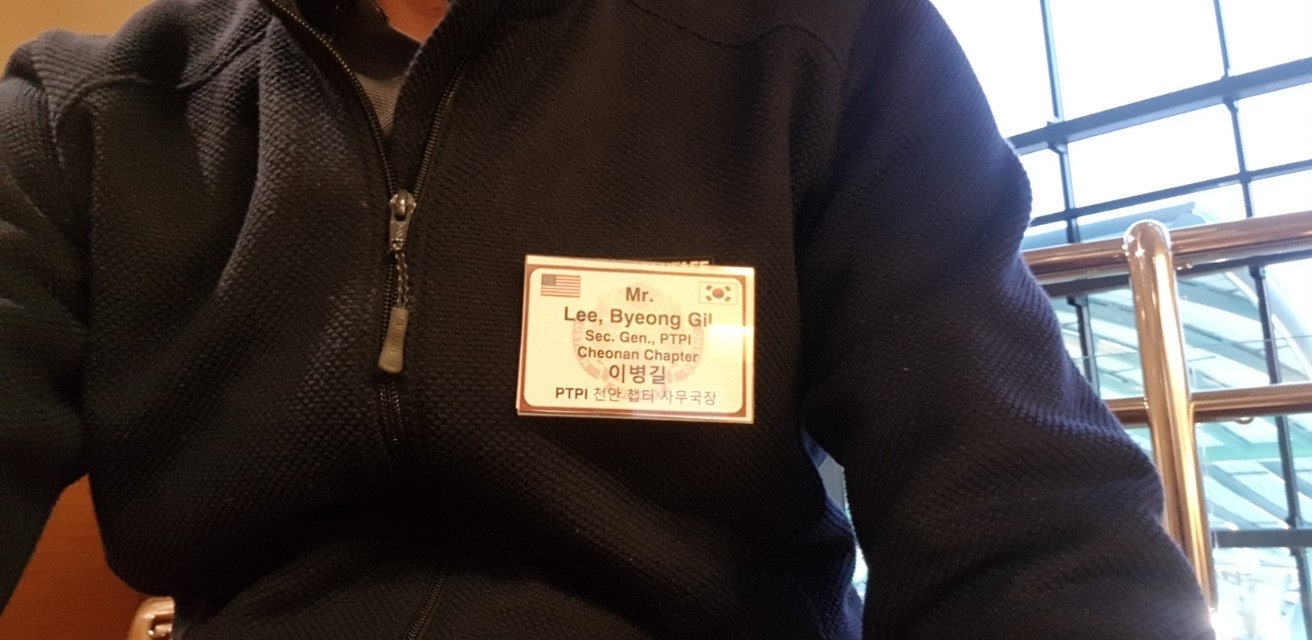 Mr.
Lee, Byeong Gil
Sec. Gen., PTPI
Cheonan Chapter
이병길
PTPI 천안 챕터 사무국장